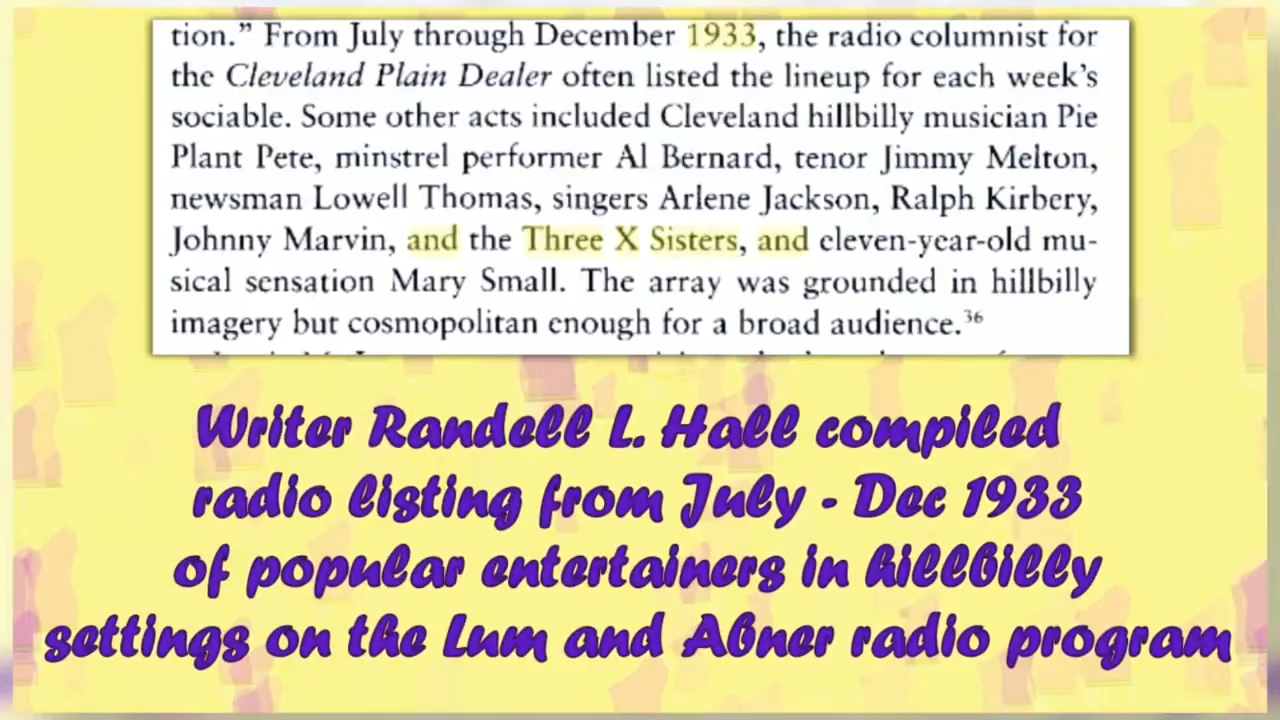 tion.” From July through December 1933, the radio columnist for
the Cleveland Plain Dealer often listed the lineup for each week’s
sociable. Some other acts included Cleveland hillbilly musician Pie
Plant Pete, minstrel performer Al Bernard, tenor Jimmy Melton,
newsman Lowell Thomas, singers Arlene Jackson, Ralph Kirbery,
Johnny Marvin, and the Three X Sisters, and cleven-year-old mu-
sical sensation Mary Small. The array was grounded in hillbilly
imagery but cosmopolitan enough for a broad audience.36
Writer Randell L. Hall compiled
radio listing from July - Dec 1933
of popular entertainers in hillbilly
settings on the Lum and Abner radio program